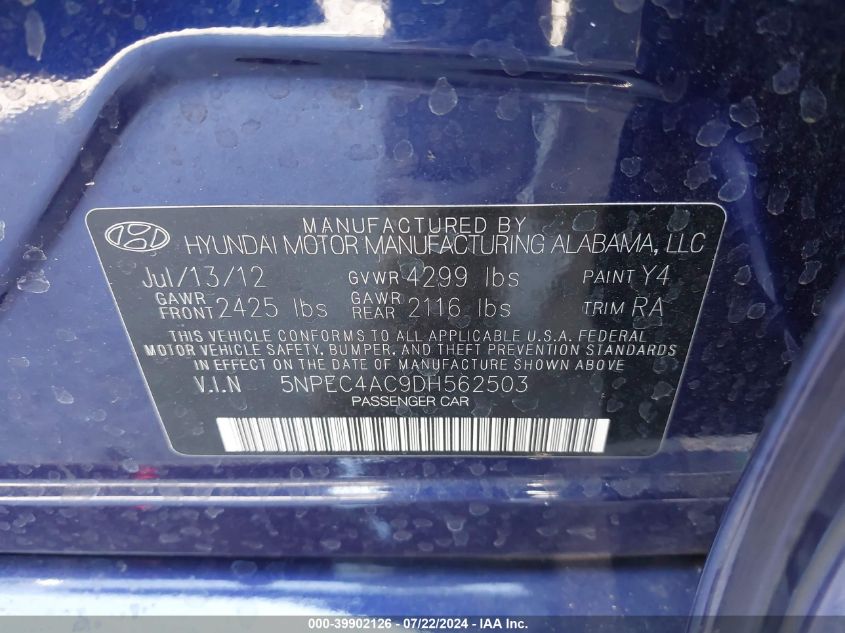 MANUFACTURED BY
HYUNDAI MOTOR MANUFACTURING ALABAMA, LLC
Jul/13/12 GVWR 4299 lbs PAINT Y4
GAWR FRONT 2425 lbs GAWR REAR 2116 lbs TRIM RA
THIS VEHICLE CONFORMS TO ALL APPLICABLE U.S.A. FEDERAL
MOTOR VEHICLE SAFETY, BUMPER, AND THEFT PREVENTION STANDARDS
IN EFFECT ON THE DATE OF MANUFACTURE SHOWN ABOVE
V.I.N 5NPEC4AC9DH562503
PASSENGER CAR
000-39902126 - 07/22/2024 - IAA Inc.